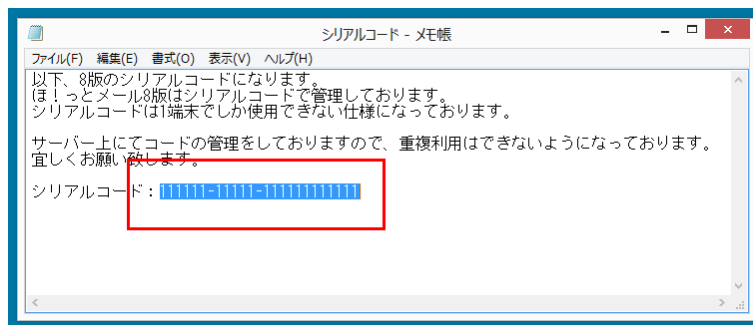 シリアルコード - メモ帳
ファイル(F) 編集(E) 書式(O) 表示(V) ヘルプ(H)
以下、8版のシリアルコードになります。
ほ！っとメール8版はシリアルコードで管理しております。
シリアルコードは1端末でしか使用できない仕様になっております。
サーバー上にてコードの管理をしておりますので、重複利用はできないようになっております。
宜しくお願い致します。
シリアルコード：111111-11111-111111111111